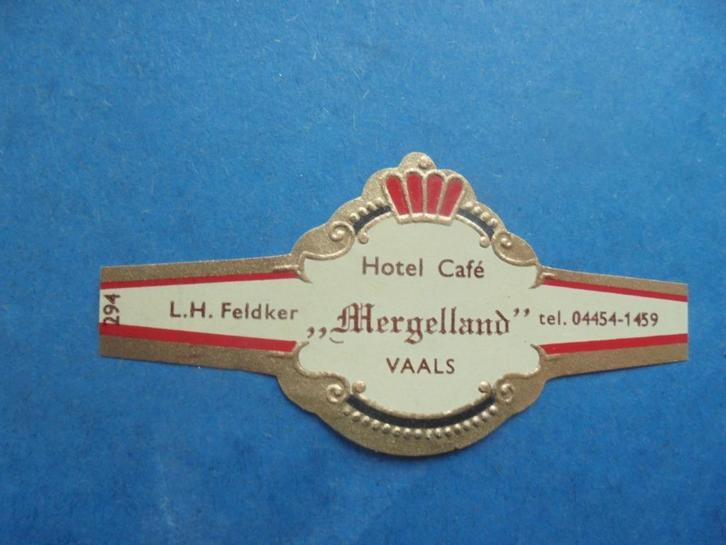 294
L.H. Feldker
Hotel Café
„Mergelland”
VAALS
tel. 04454-1459